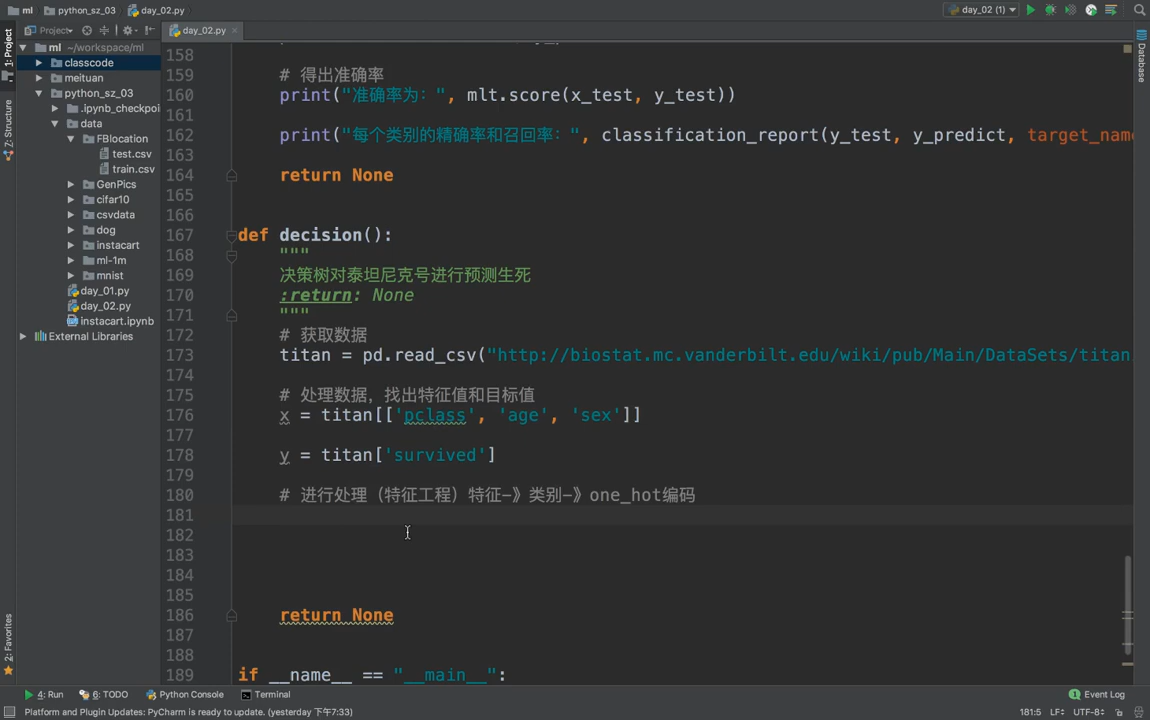 ml python_sz_03 day_02.py
day_02 (1)
Project
day_02.py
1: Project
Z: Structure
2: Favorites
Database
ml ~/workspace/ml
classcode
meituan
python_sz_03
.ipynb_checkpoi
data
FBlocation
test.csv
train.csv
GenPics
cifar10
csvdata
dog
instacart
ml-1m
mnist
day_01.py
day_02.py
instacart.ipynb
External Libraries
158
159 # 得出准确率
160 print("准确率为：", mlt.score(x_test, y_test))
161
162 print("每个类别的精确率和召回率：", classification_report(y_test, y_predict, target_name
163
164 return None
165
166
167 def decision():
168 """
169 决策树对泰坦尼克号进行预测生死
170 :return: None
171 """
172 # 获取数据
173 titan = pd.read_csv("http://biostat.mc.vanderbilt.edu/wiki/pub/Main/DataSets/titan
174
175 # 处理数据，找出特征值和目标值
176 x = titan[['pclass', 'age', 'sex']]
177
178 y = titan['survived']
179
180 # 进行处理（特征工程）特征-》类别-》one_hot编码
181
182
183
184
185
186 return None
187
188
189 if __name__ == "__main__":
4: Run 6: TODO Python Console Terminal 1 Event Log
Platform and Plugin Updates: PyCharm is ready to update. (yesterday 下午7:33) 181:5 LF÷ UTF-8÷